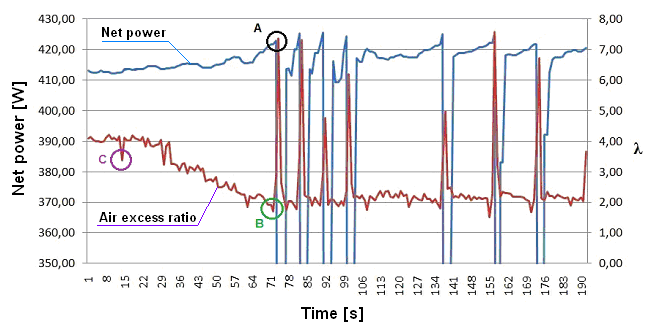 430,00 8,00
A
Net power
420,00 7,00
410,00 6,00
400,00 5,00
Net power [W]
390,00 4,00
λ
C
380,00 3,00
370,00 2,00
Air excess ratio
B
360,00 1,00
350,00 0,00
1 8 15 22 29 36 43 50 57 64 71 78 85 92 99 106 113 120 127 134 141 148 155 162 169 176 183 190
Time [s]